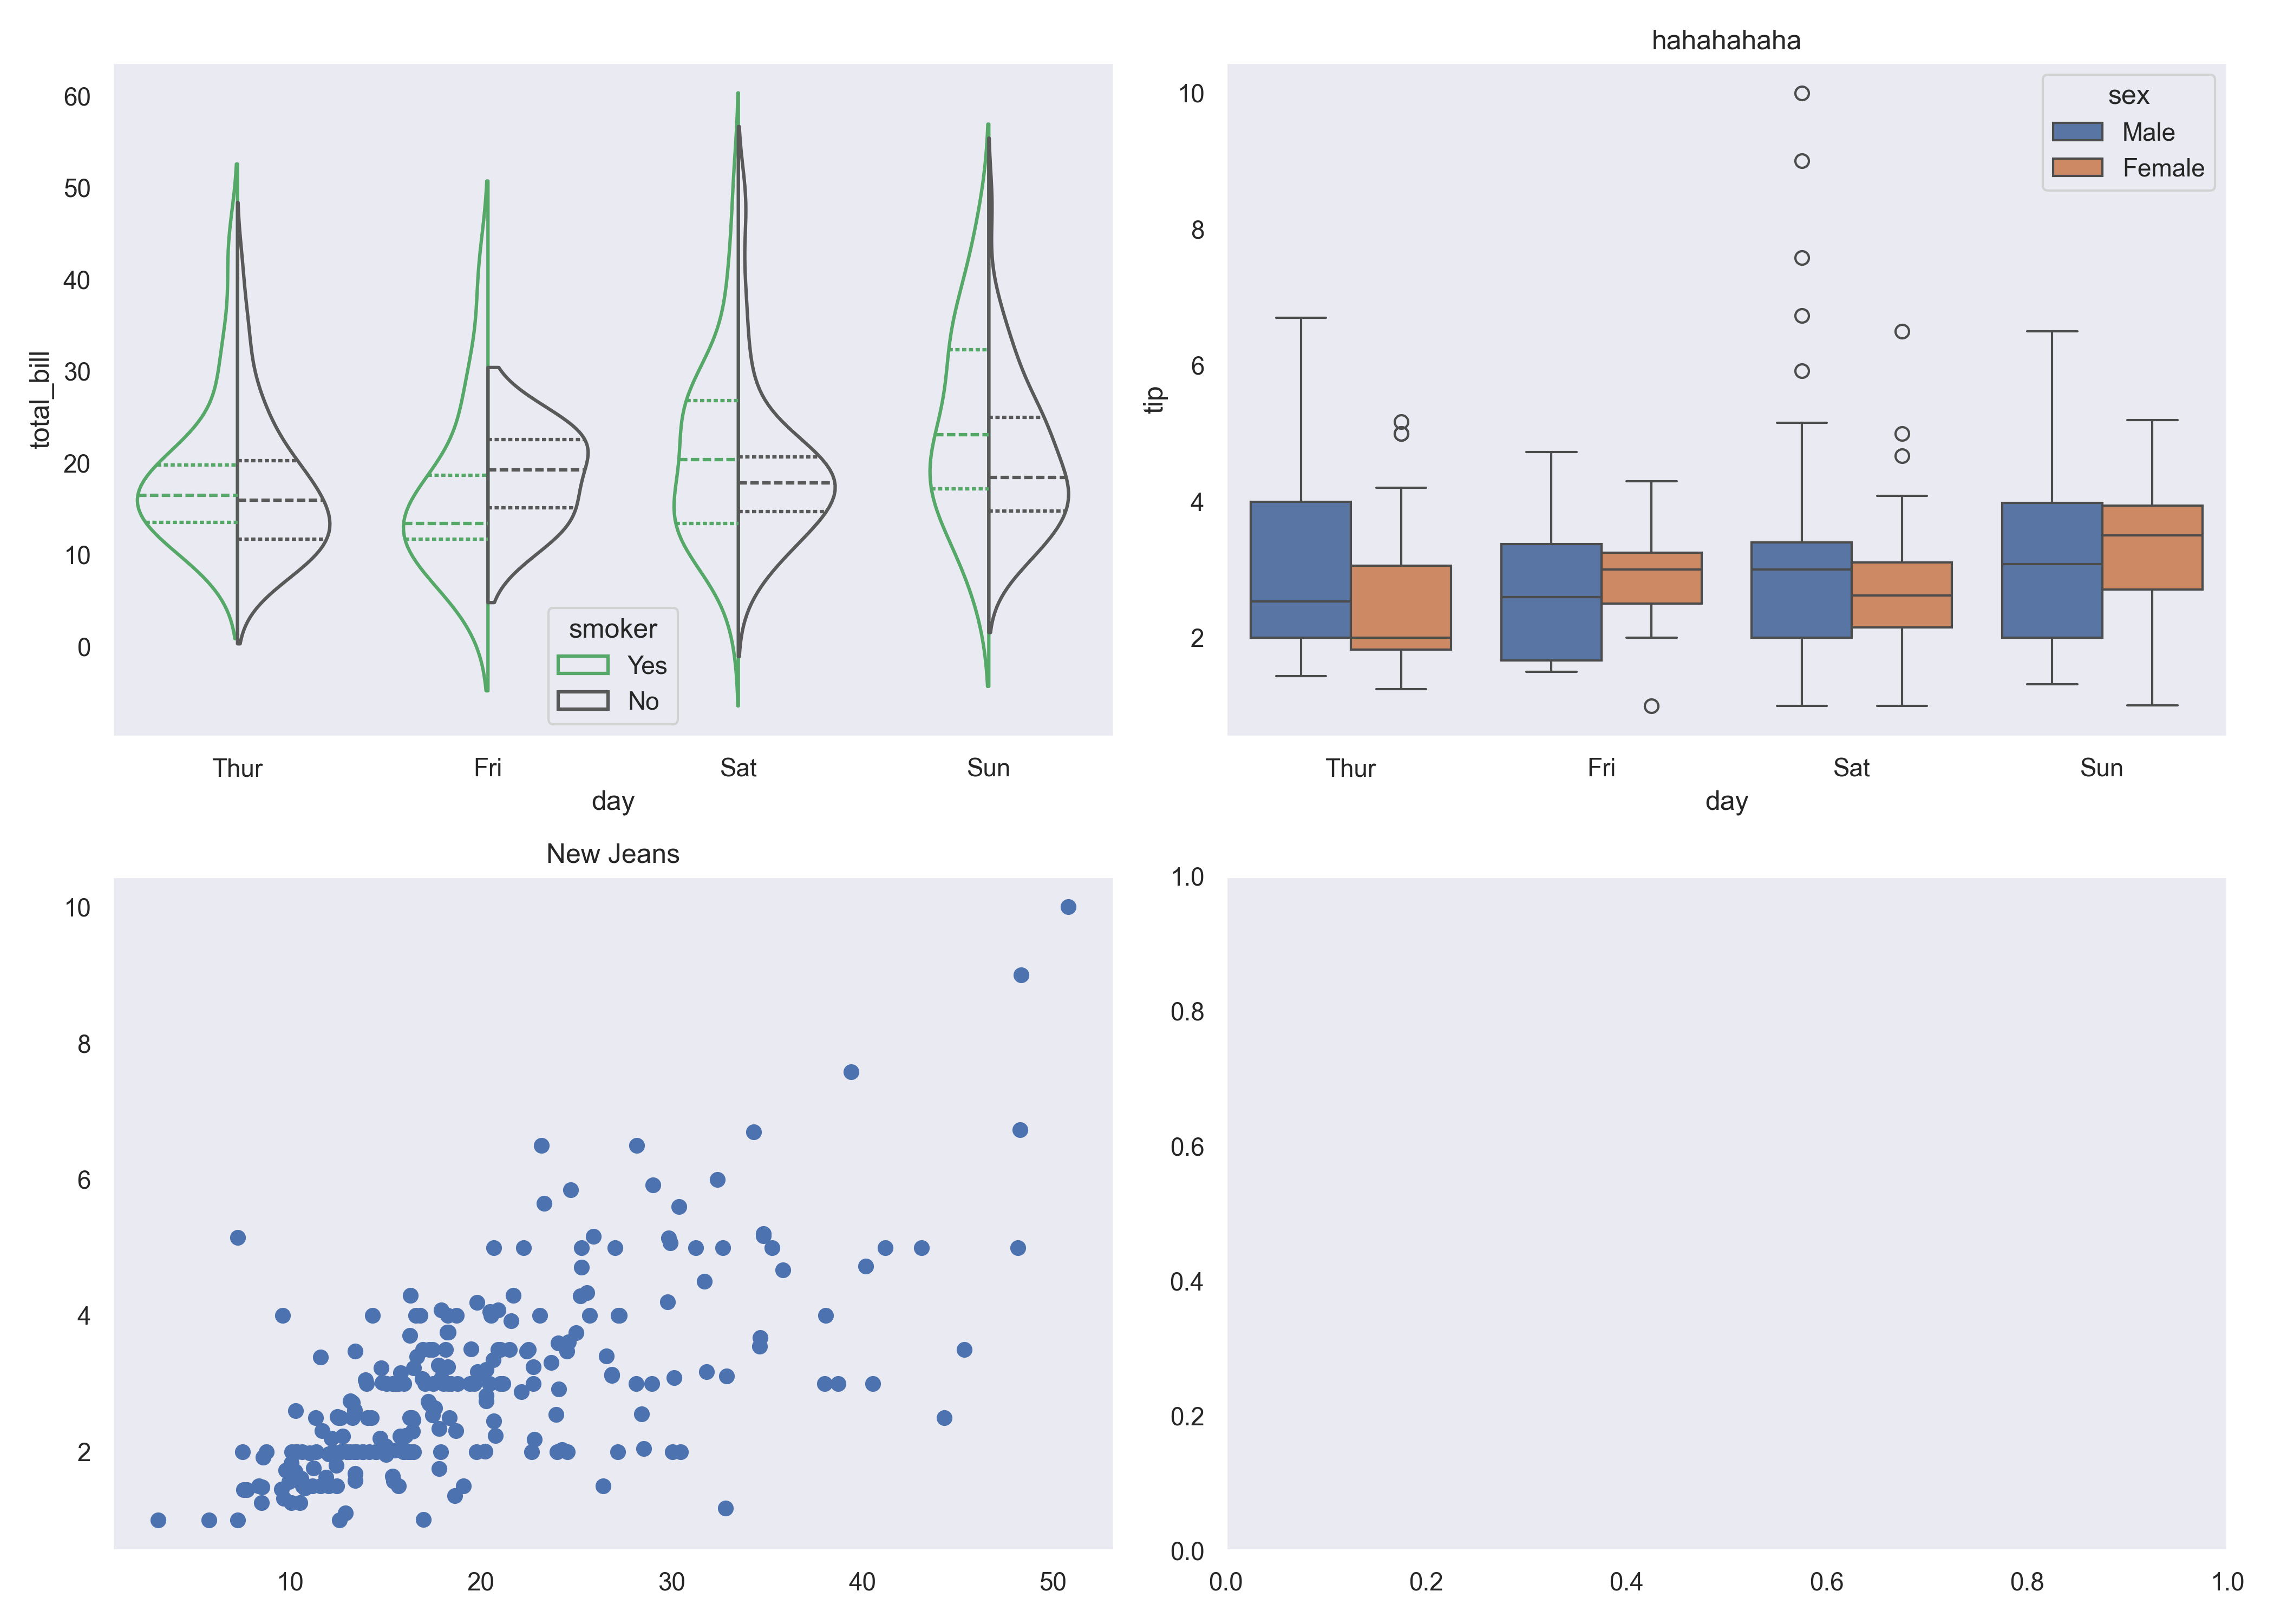 60
50
40
30
20
10
0
total_bill
smoker
Yes
No
Thur Fri Sat Sun
day
hahahahaha
10
8
6
4
2
tip
sex
Male
Female
Thur Fri Sat Sun
day
New Jeans
10
8
6
4
2
10 20 30 40 50
1.0
0.8
0.6
0.4
0.2
0.0
0.0 0.2 0.4 0.6 0.8 1.0